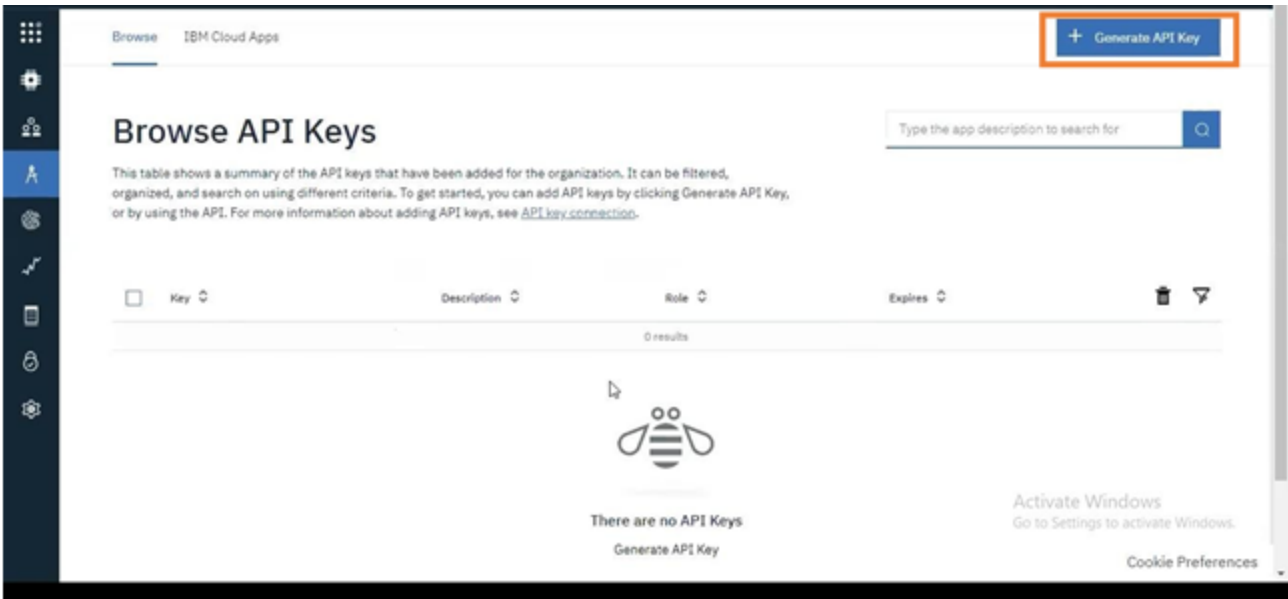 Browse IBM Cloud Apps
+ Generate API Key
Browse API Keys
Type the app description to search for
This table shows a summary of the API keys that have been added for the organization. It can be filtered,
organized, and search on using different criteria. To get started, you can add API keys by clicking Generate API Key,
or by using the API. For more information about adding API keys, see API key connection.
Key Description Role Expires
0 results
There are no API Keys
Generate API Key
Activate Windows
Go to Settings to activate Windows.
Cookie Preferences